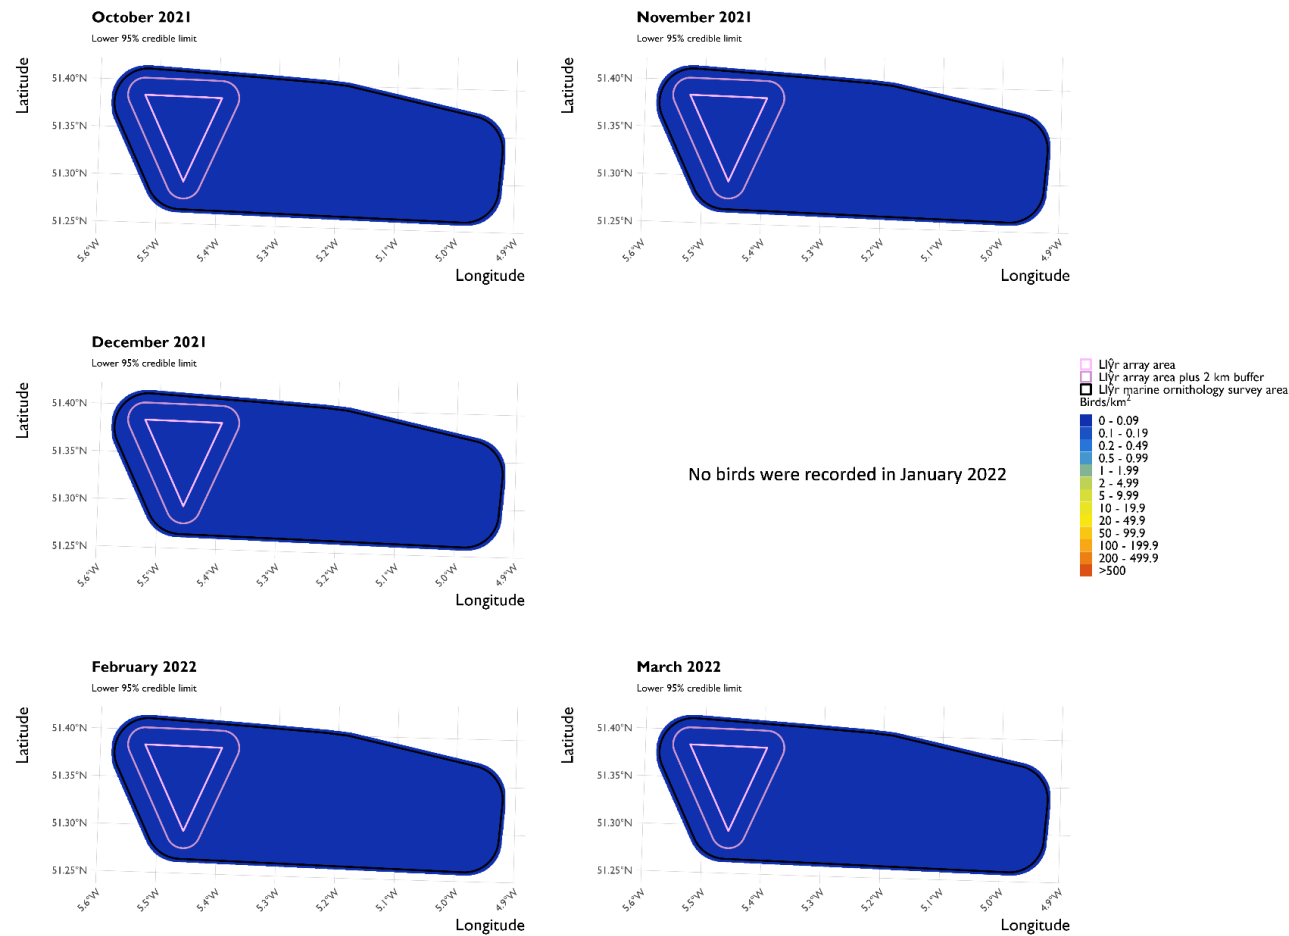 October 2021
Lower 95% credible limit
Latitude
51.40°N
51.35°N
51.30°N
51.25°N
5.6°W
5.5°W
5.4°W
5.3°W
5.2°W
5.1°W
5.0°W
4.9°W
Longitude
November 2021
Lower 95% credible limit
Latitude
51.40°N
51.35°N
51.30°N
51.25°N
5.6°W
5.5°W
5.4°W
5.3°W
5.2°W
5.1°W
5.0°W
4.9°W
Longitude
December 2021
Lower 95% credible limit
Latitude
51.40°N
51.35°N
51.30°N
51.25°N
5.6°W
5.5°W
5.4°W
5.3°W
5.2°W
5.1°W
5.0°W
4.9°W
Longitude
No birds were recorded in January 2022
Llŷr array area
Llŷr array area plus 2 km buffer
Llŷr marine ornithology survey area
Birds/km²
0 - 0.09
0.1 - 0.19
0.2 - 0.49
0.5 - 0.99
1 - 1.99
2 - 4.99
5 - 9.99
10 - 19.9
20 - 49.9
50 - 99.9
100 - 199.9
200 - 499.9
>500
February 2022
Lower 95% credible limit
Latitude
51.40°N
51.35°N
51.30°N
51.25°N
5.6°W
5.5°W
5.4°W
5.3°W
5.2°W
5.1°W
5.0°W
4.9°W
Longitude
March 2022
Lower 95% credible limit
Latitude
51.40°N
51.35°N
51.30°N
51.25°N
5.6°W
5.5°W
5.4°W
5.3°W
5.2°W
5.1°W
5.0°W
4.9°W
Longitude